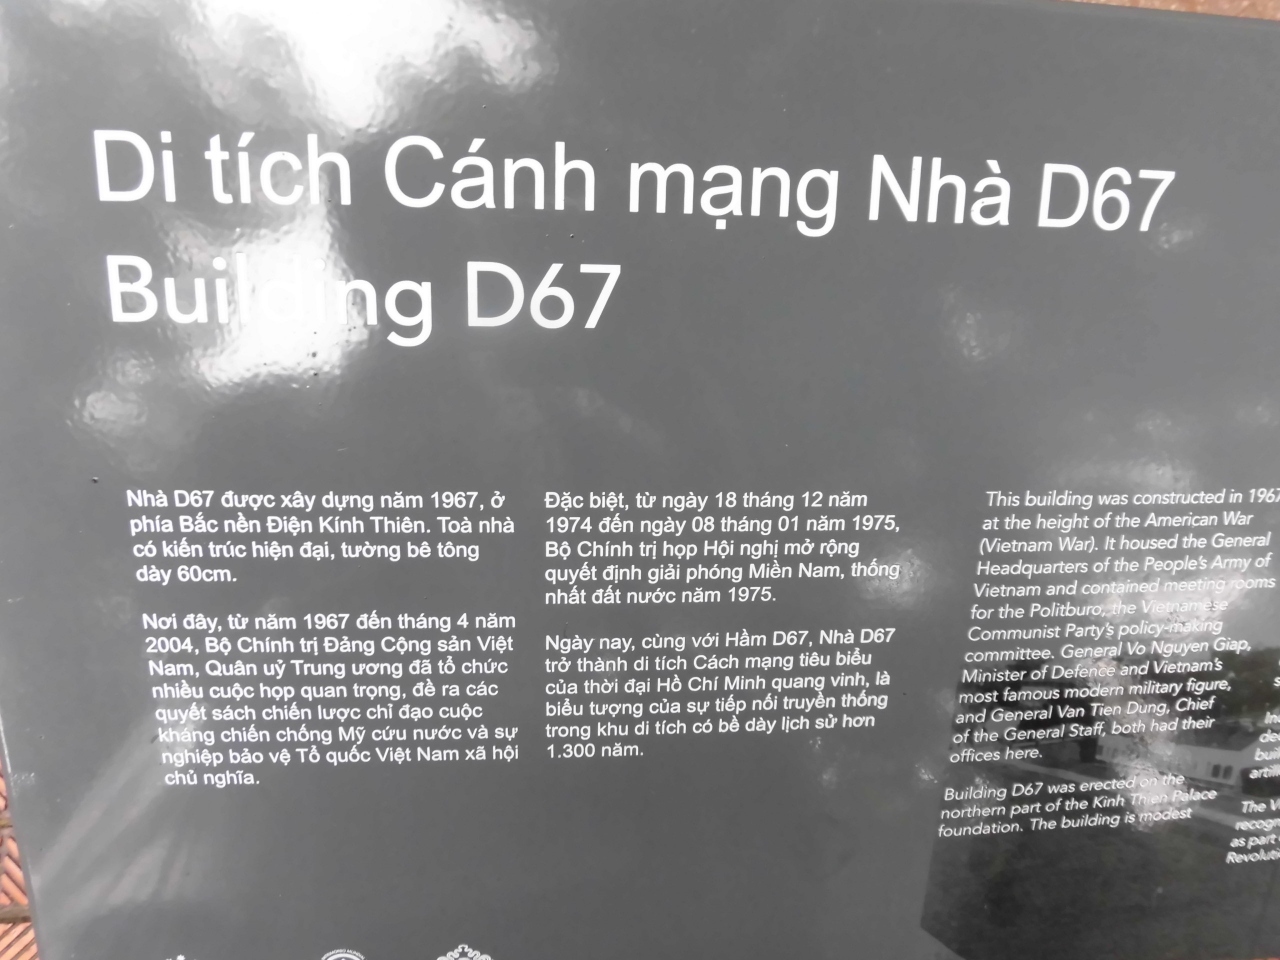 Di tích Cánh mạng Nhà D67
Building D67
Nhà D67 được xây dựng năm 1967, ở
phía Bắc nền Điện Kính Thiên. Toà nhà
có kiến trúc hiện đại, tường bê tông
dày 60cm.
Nơi đây, từ năm 1967 đến tháng 4 năm
2004, Bộ Chính trị Đảng Cộng sản Việt
Nam, Quân uỷ Trung ương đã tổ chức
nhiều cuộc họp quan trọng, đề ra các
quyết sách chiến lược chỉ đạo cuộc
kháng chiến chống Mỹ cứu nước và sự
nghiệp bảo vệ Tổ quốc Việt Nam xã hội
chủ nghĩa.
Đặc biệt, từ ngày 18 tháng 12 năm
1974 đến ngày 08 tháng 01 năm 1975,
Bộ Chính trị họp Hội nghị mở rộng
quyết định giải phóng Miền Nam, thống
nhất đất nước năm 1975.
Ngày nay, cùng với Hầm D67, Nhà D67
trở thành di tích Cách mạng tiêu biểu
của thời đại Hồ Chí Minh quang vinh, là
biểu tượng của sự tiếp nối truyền thống
trong khu di tích có bề dày lịch sử hơn
1.300 năm.
This building was constructed in 1967
at the height of the American War
(Vietnam War). It housed the General
Headquarters of the People's Army of
Vietnam and contained meeting rooms
for the Politburo, the Vietnamese
Communist Party's policy-making
committee. General Vo Nguyen Giap,
Minister of Defence and Vietnam's
most famous modern military figure,
and General Van Tien Dung, Chief
of the General Staff, both had their
offices here.
Building D67 was erected on the
northern part of the Kinh Thien Palace
foundation. The building is modest
The
as part